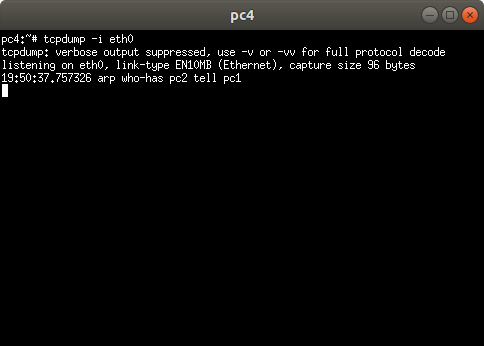 pc4
pc4:~# tcpdump -i eth0
tcpdump: verbose output suppressed, use -v or -vv for full protocol decode
listening on eth0, link-type EN10MB (Ethernet), capture size 96 bytes
19:50:37.757326 arp who-has pc2 tell pc1